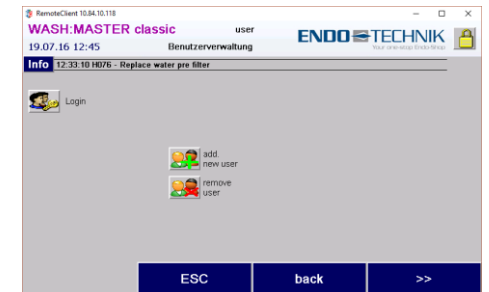 RemoteClient 10.84.10.118
WASH:MASTER classic user
ENDO TECHNIK
Your one-stop Endo-Shop
19.07.16 12:45 Benutzerverwaltung
Info 12:33:10 H076 - Replace water pre filter
Login
add
new user
remove
user
ESC back >>